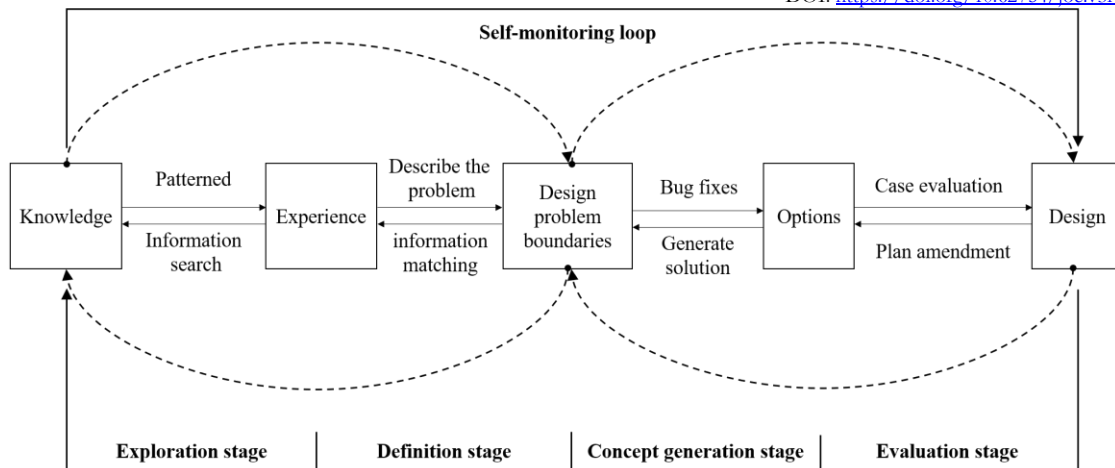 Self-monitoring loop
Knowledge
Patterned
Information
search
Experience
Describe the
problem
information
matching
Design
problem
boundaries
Bug fixes
Generate
solution
Options
Case evaluation
Plan amendment
Design
Exploration stage
Definition stage
Concept generation stage
Evaluation stage